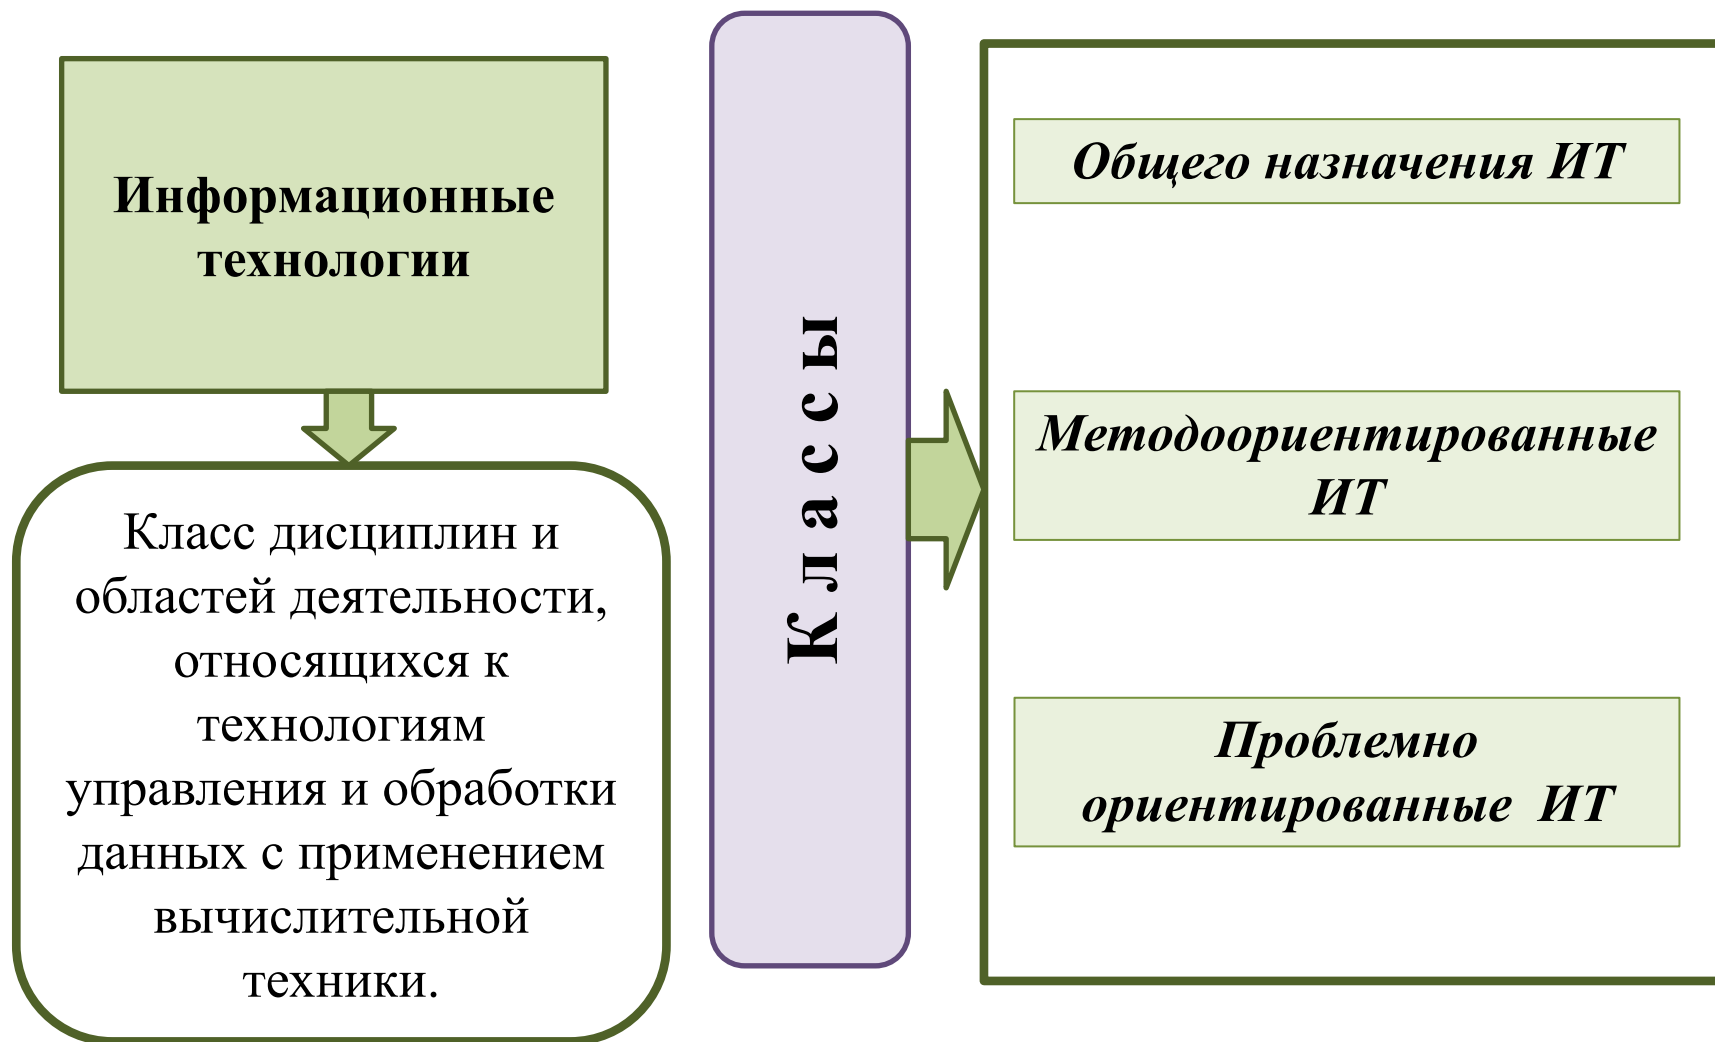 Информационные
технологии
Класс дисциплин и
областей деятельности,
относящихся к
технологиям
управления и обработки
данных с применением
вычислительной
техники.
Классы
Общего назначения ИТ
Методоориентированные
ИТ
Проблемно
ориентированные ИТ